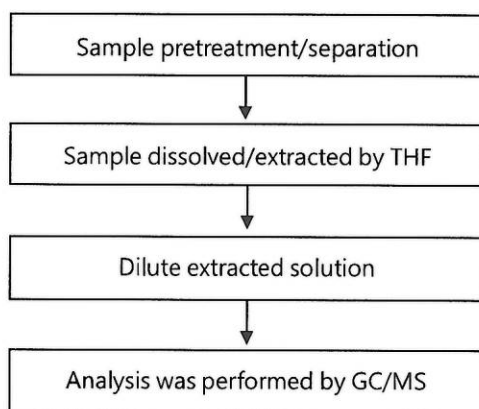 Sample pretreatment/separation
Sample dissolved/extracted by THF
Dilute extracted solution
Analysis was performed by GC/MS